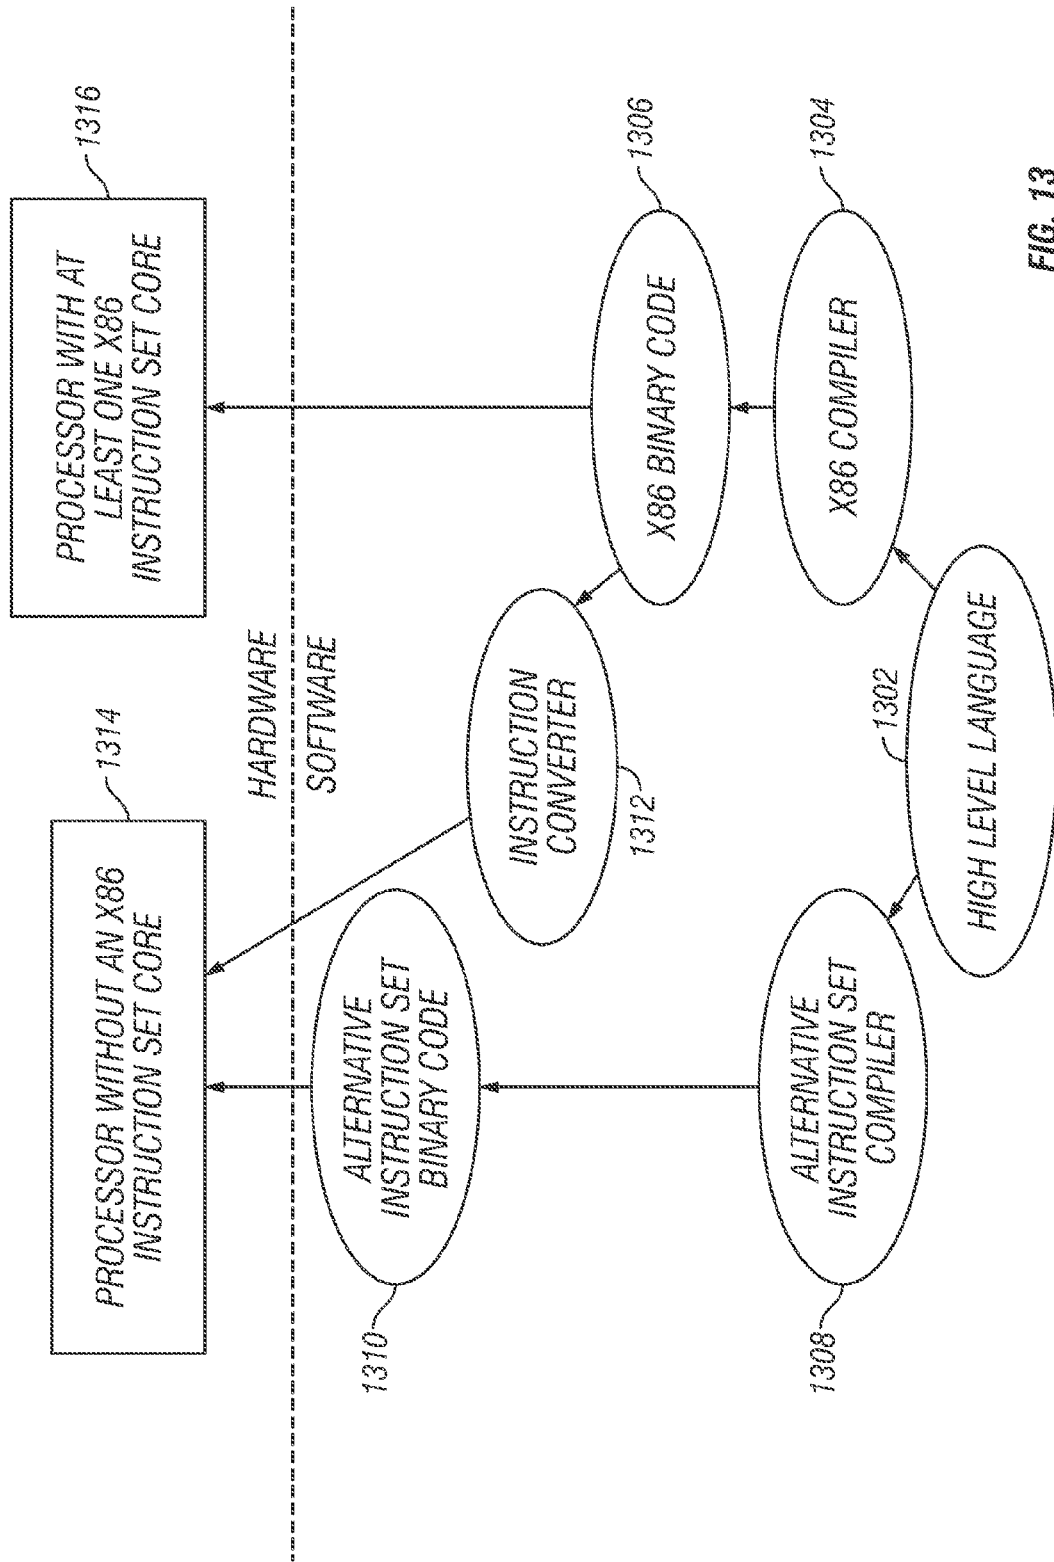 PROCESSOR WITHOUT AN X86
INSTRUCTION SET CORE
1314
PROCESSOR WITH AT
LEAST ONE X86
INSTRUCTION SET CORE
1316
HARDWARE
SOFTWARE
1310
ALTERNATIVE
INSTRUCTION SET
BINARY CODE
INSTRUCTION
CONVERTER
1312
X86 BINARY CODE
1306
1308
ALTERNATIVE
INSTRUCTION SET
COMPILER
X86 COMPILER
1304
1302
HIGH LEVEL LANGUAGE
FIG. 13